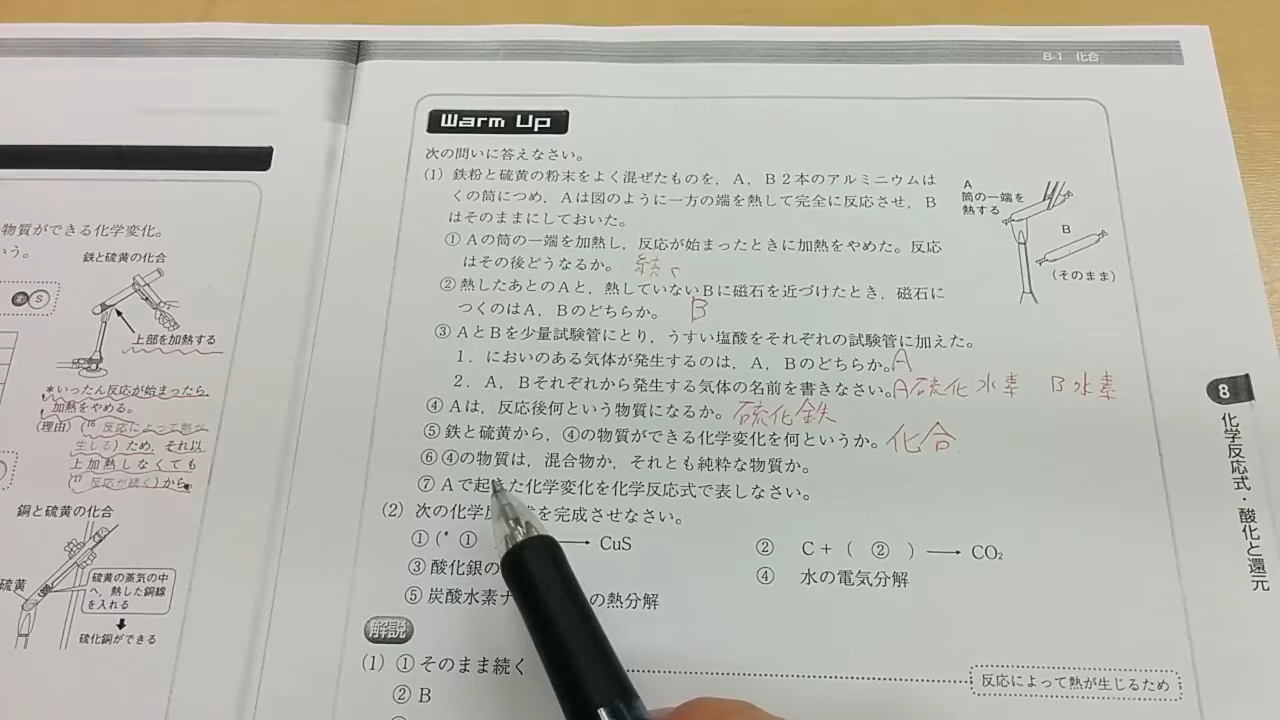 8-1 化合
Warm Up
次の問いに答えなさい。
(1) 鉄粉と硫黄の粉末をよく混ぜたものを，A，B2本のアルミニウムは
くの筒につめ，Aは図のように一方の端を熱して完全に反応させ，B
はそのままにしておいた。
① Aの筒の一端を加熱し，反応が始まったときに加熱をやめた。反応
はその後どうなるか。 続く
② 熱したあとのAと，熱していないBに磁石を近づけたとき，磁石に
つくのはA，Bのどちらか。 B
③ AとBを少量試験管にとり，うすい塩酸をそれぞれの試験管に加えた。
1．においのある気体が発生するのは，A，Bのどちらか。A
2．A，Bそれぞれから発生する気体の名前を書きなさい。A硫化水素 B水素
④ Aは，反応後何という物質になるか。 硫化鉄
⑤ 鉄と硫黄から，④の物質ができる化学変化を何というか。 化合
⑥ ④の物質は，混合物か，それとも純粋な物質か。
⑦ Aで起きた化学変化を化学反応式で表しなさい。
(2) 次の化学反 を完成させなさい。
① ( ① → CuS
② C + ( ② ) → CO₂
③ 酸化銀の
④ 水の電気分解
⑤ 炭酸水素ナ の熱分解
解説
(1) ① そのまま続く
反応によって熱が生じるため
② B
A
筒の一端を
熱する
B
(そのまま)
8
化学反応式・酸化と還元
物質ができる化学変化。
いう。
鉄と硫黄の化合
S
上部を加熱する
*いったん反応が始まったら，
加熱をやめる。
(理由) (⁽¹⁶⁾ 反応によって熱が
生じる) ため，それ以
上加熱しなくても
(⁽¹⁷⁾ 反応が続く) から。
銅と硫黄の化合
硫黄
硫黄の蒸気の中
へ，熱した銅線
を入れる
硫化銅ができる